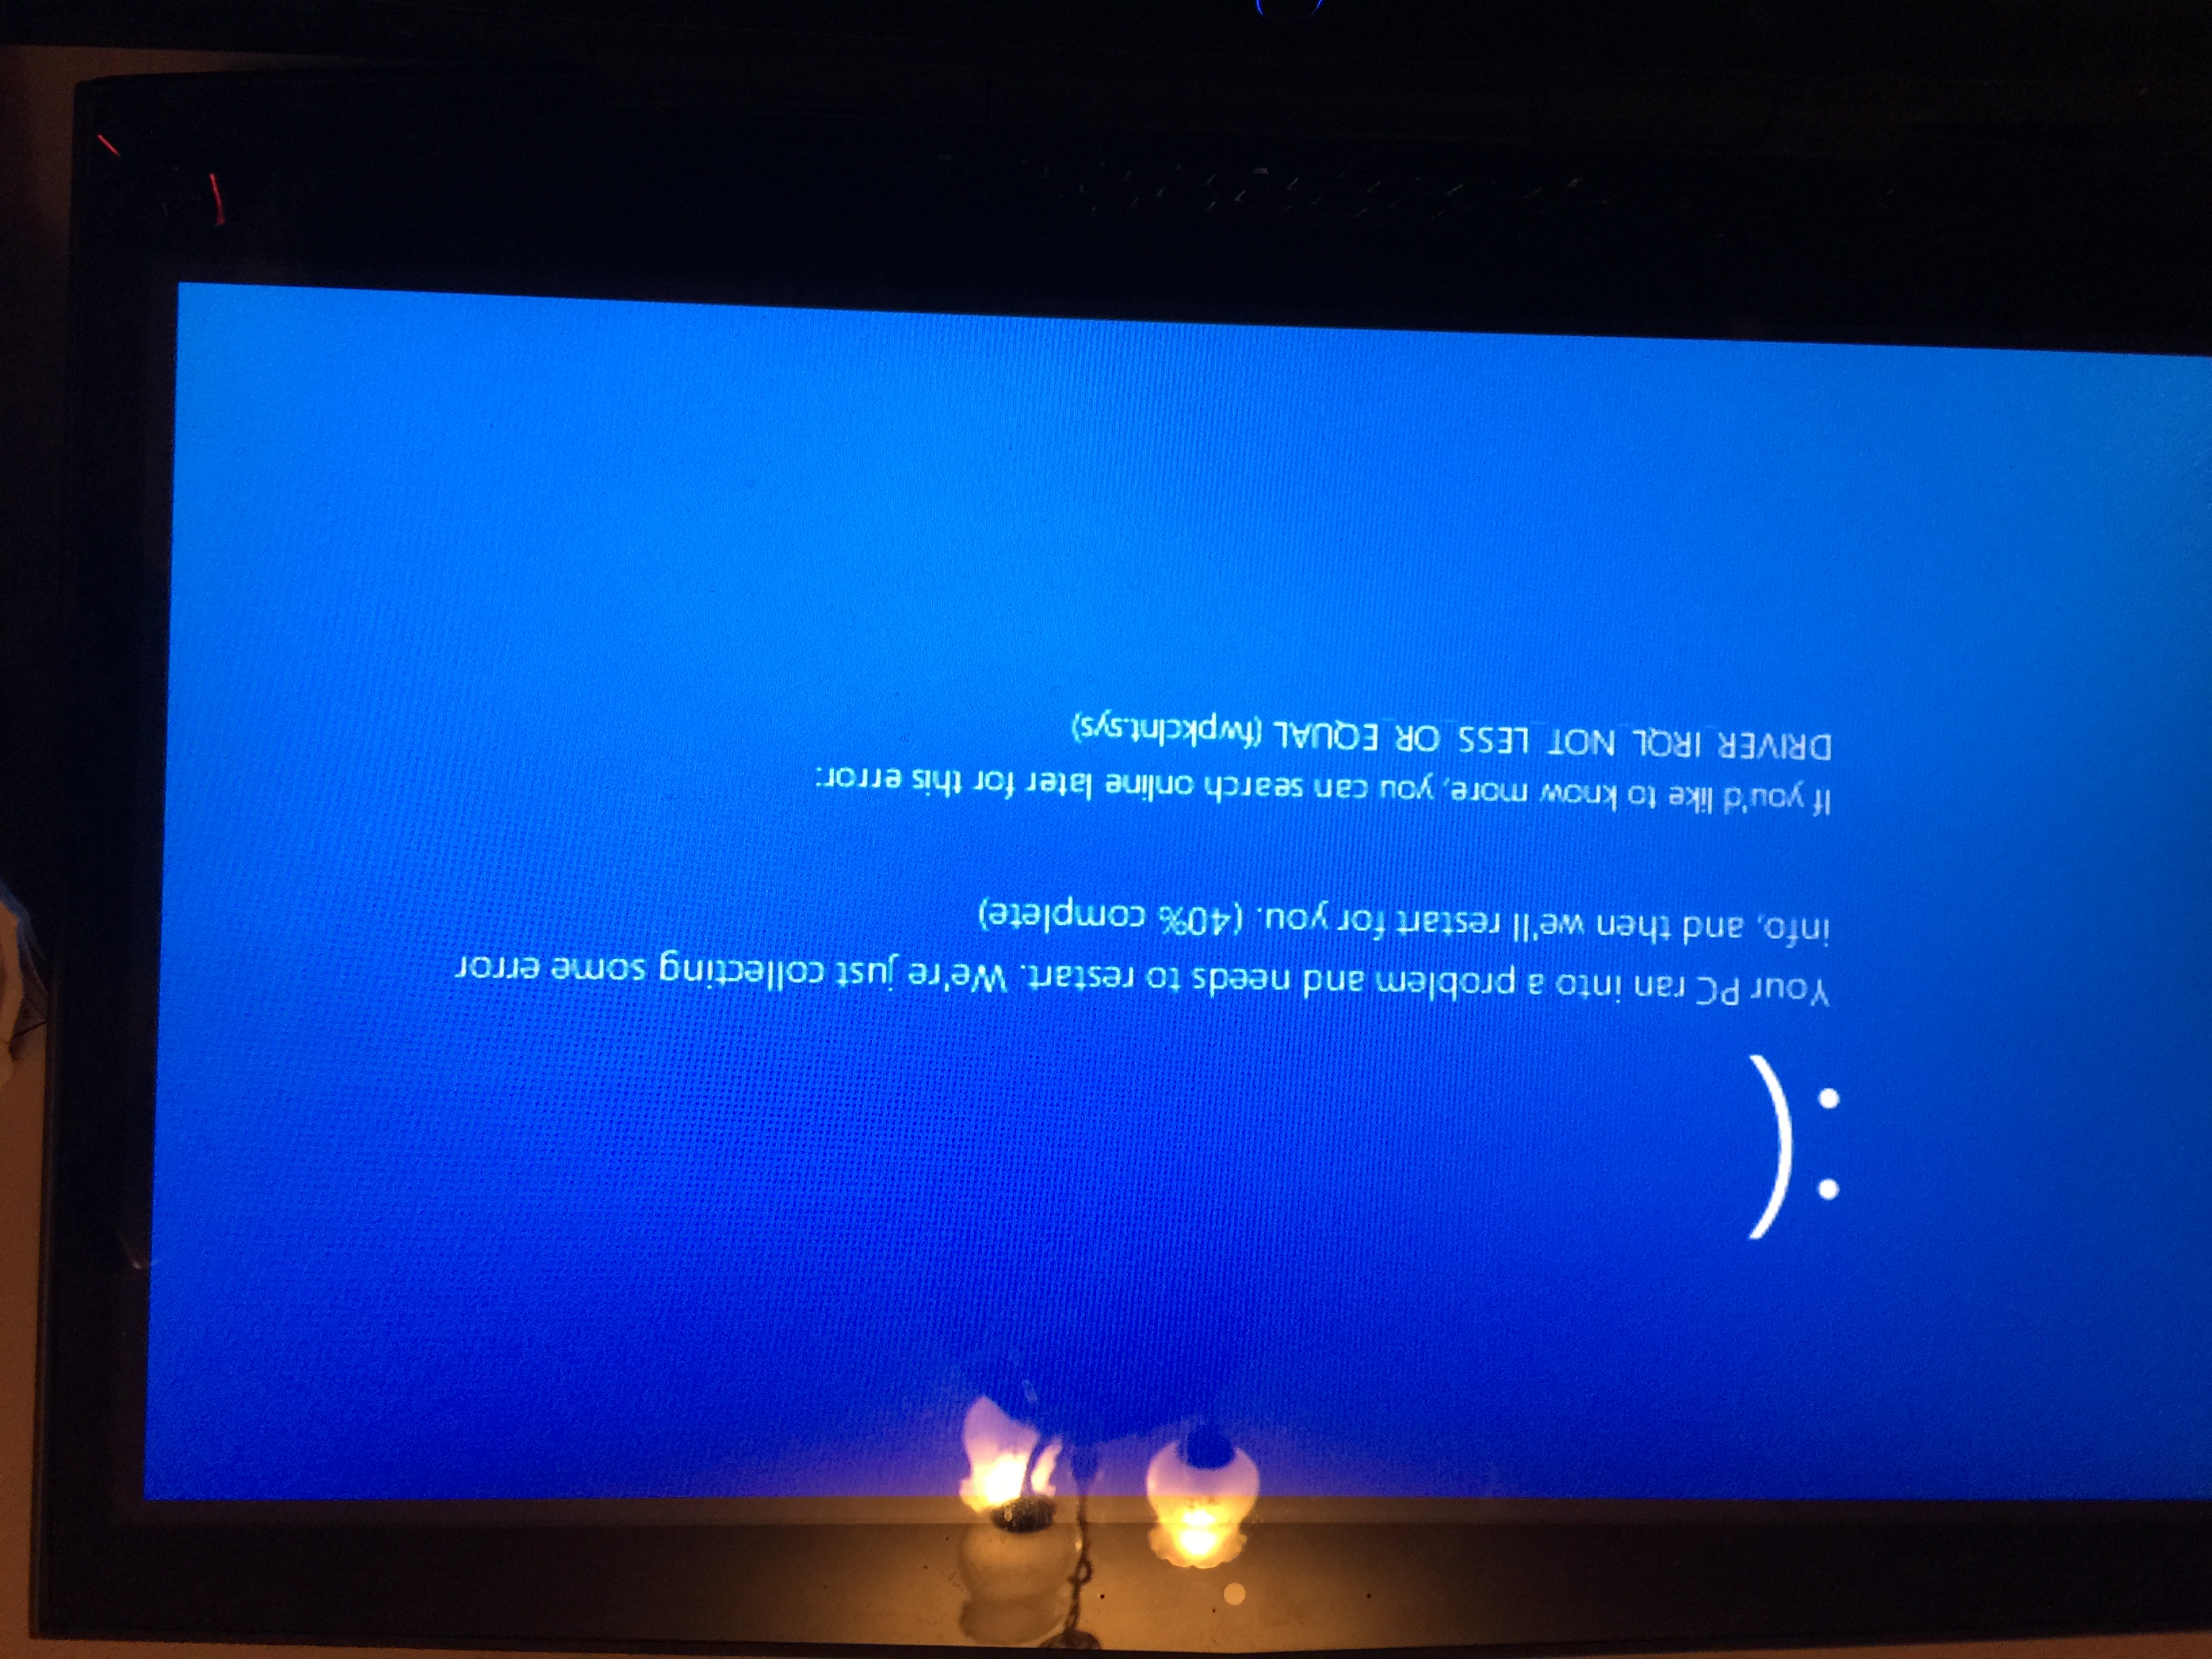 :(
Your PC ran into a problem and needs to restart. We're just collecting some error
info, and then we'll restart for you. (40% complete)
If you'd like to know more, you can search online later for this error:
DRIVER_IRQL_NOT_LESS_OR_EQUAL (fwpkclnt.sys)